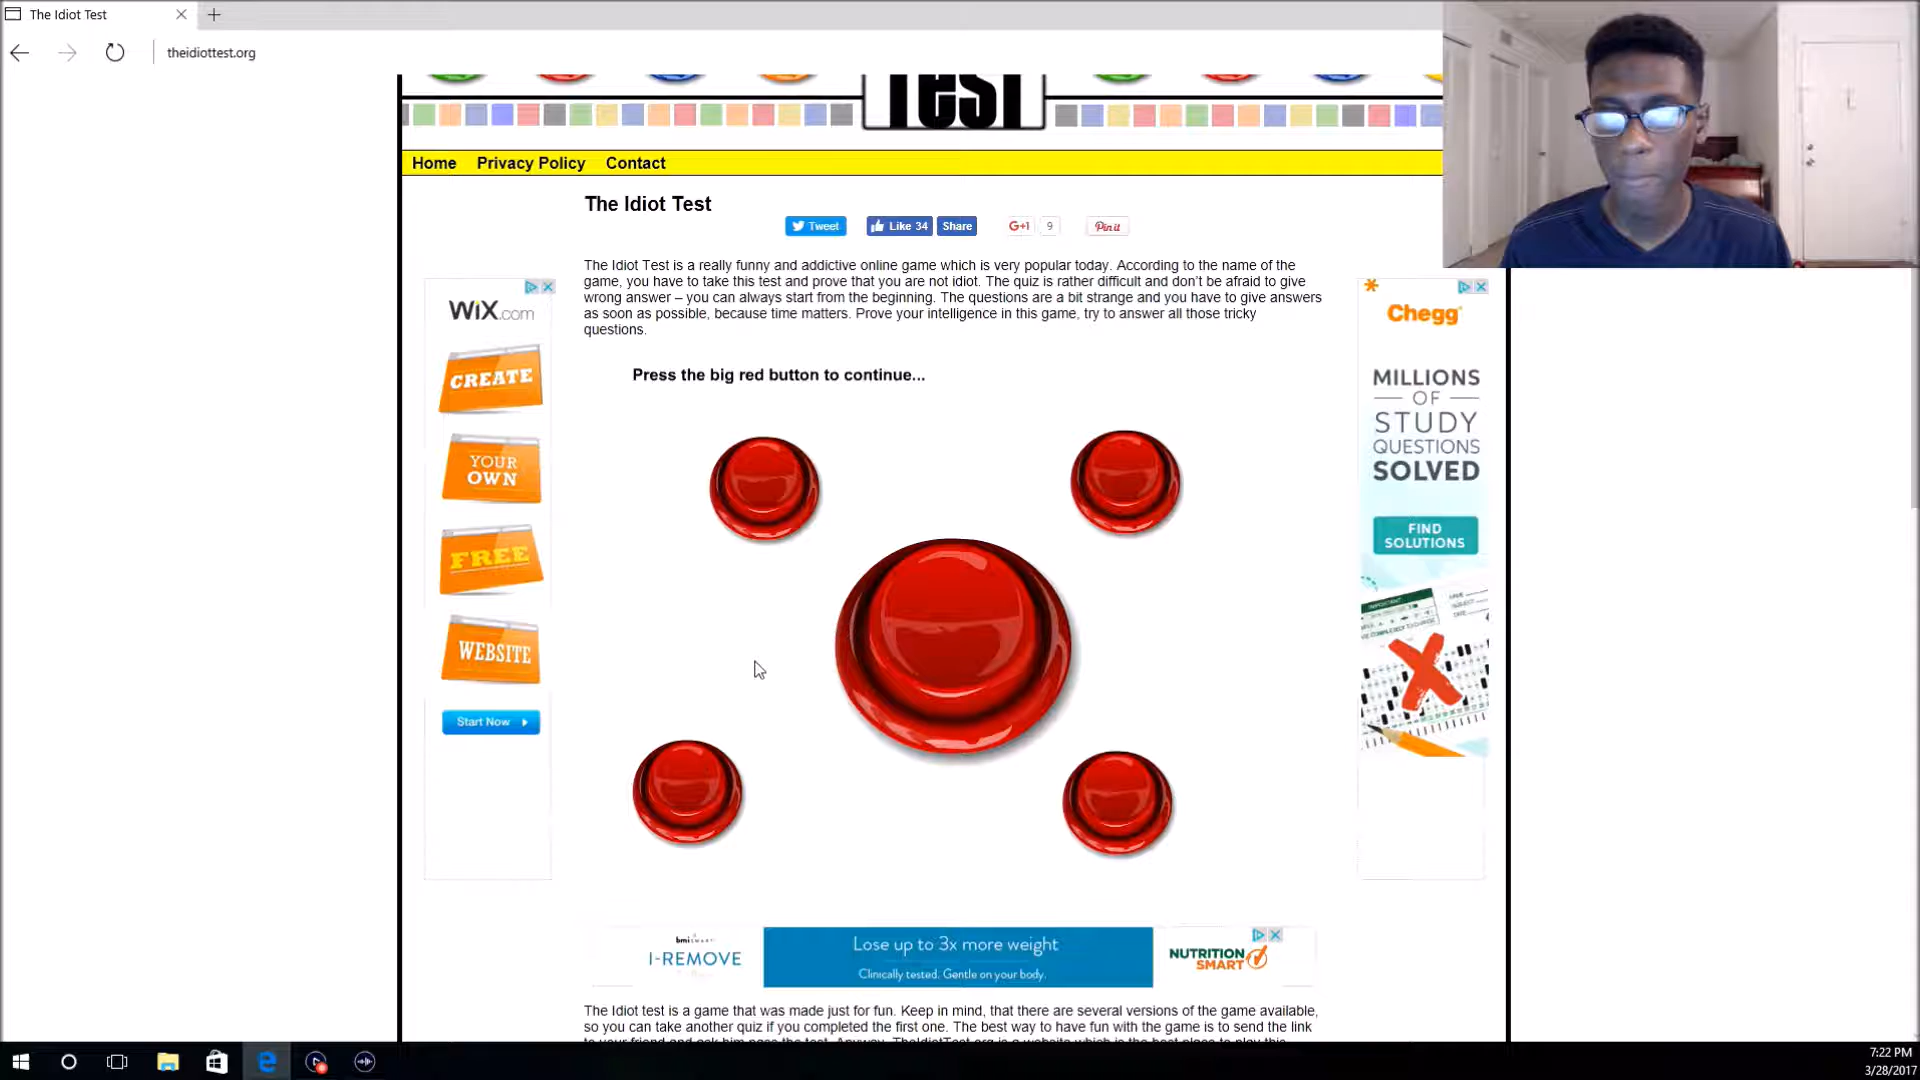 The Idiot Test
theidiottest.org
Test
Home Privacy Policy Contact
The Idiot Test
Tweet Like 34 Share G+1 9 Pin it
The Idiot Test is a really funny and addictive online game which is very popular today. According to the name of the
game, you have to take this test and prove that you are not idiot. The quiz is rather difficult and don't be afraid to give
wrong answer – you can always start from the beginning. The questions are a bit strange and you have to give answers
as soon as possible, because time matters. Prove your intelligence in this game, try to answer all those tricky
questions.
Press the big red button to continue...
WiX.com
CREATE
YOUR
OWN
FREE
WEBSITE
Start Now
Chegg
MILLIONS
OF
STUDY
QUESTIONS
SOLVED
FIND
SOLUTIONS
bmi SMART
I-REMOVE
Lose up to 3x more weight
Clinically tested. Gentle on your body.
NUTRITION
SMART
The Idiot test is a game that was made just for fun. Keep in mind, that there are several versions of the game available,
so you can take another quiz if you completed the first one. The best way to have fun with the game is to send the link
7:22 PM
3/28/2017